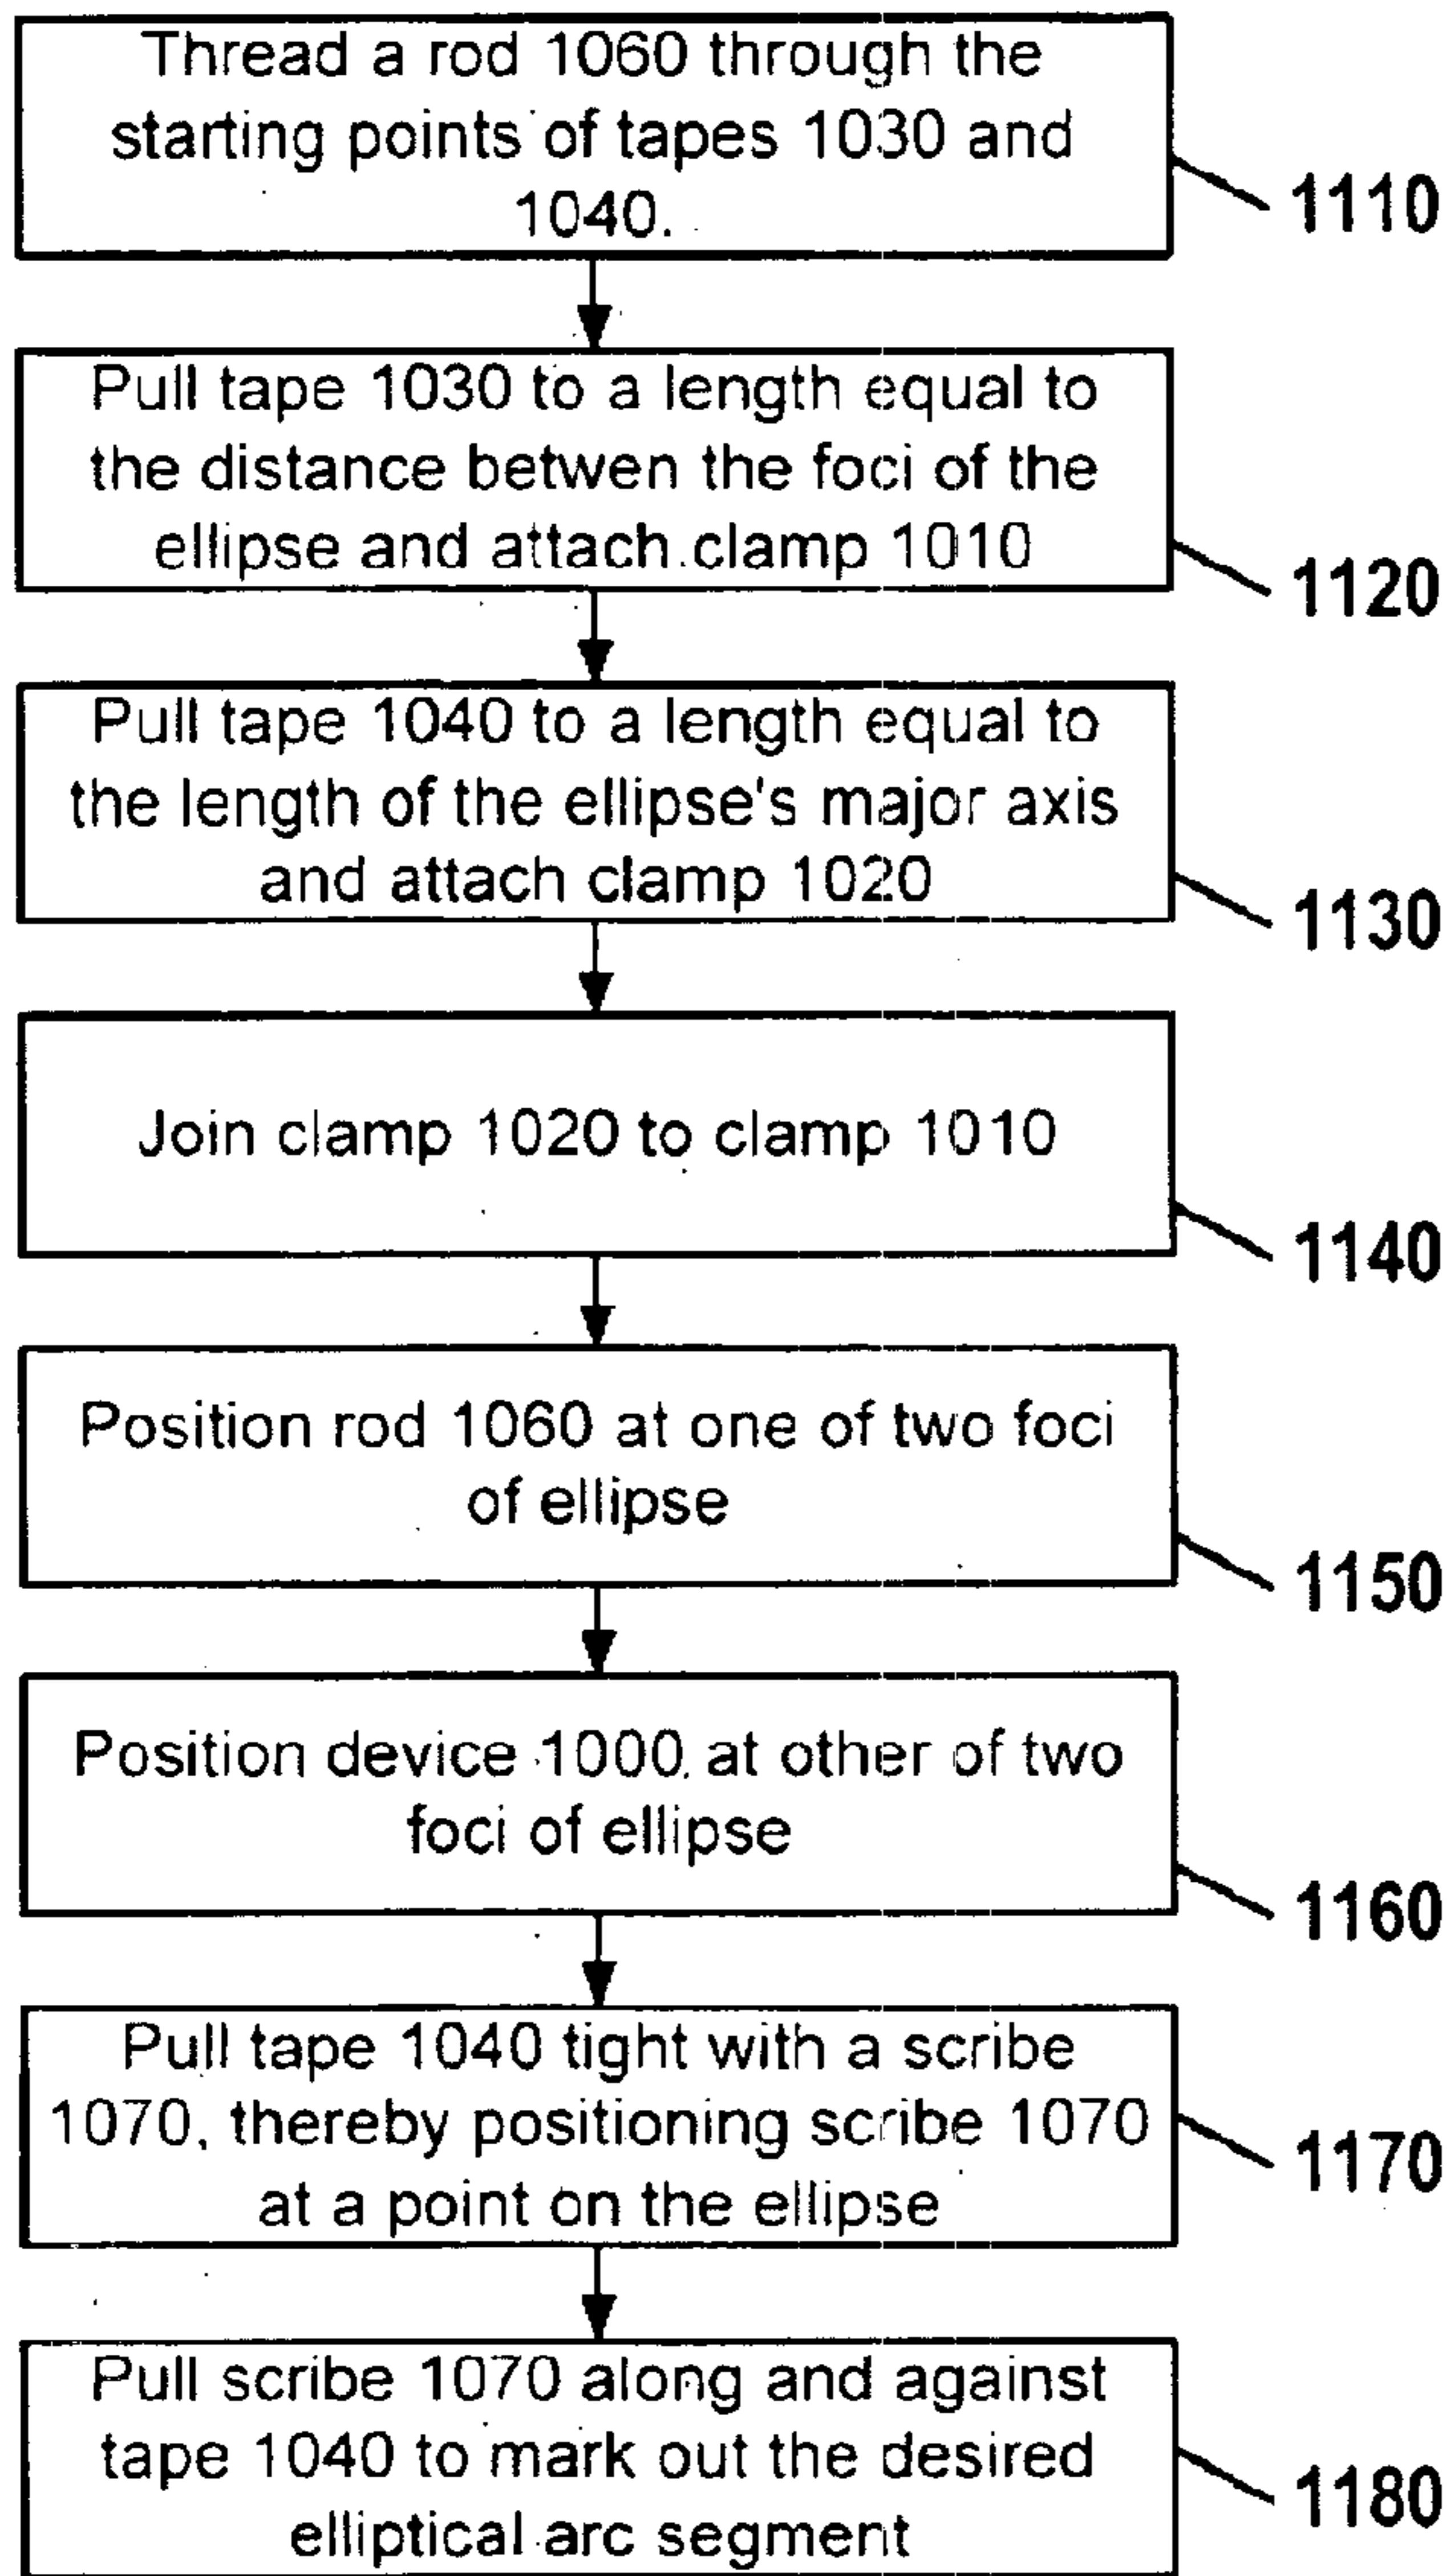 Thread a rod 1060 through the
starting points of tapes 1030 and
1040.
1110
Pull tape 1030 to a length equal to
the distance betwen the foci of the
ellipse and attach clamp 1010
1120
Pull tape 1040 to a length equal to
the length of the ellipse's major axis
and attach clamp 1020
1130
Join clamp 1020 to clamp 1010
1140
Position rod 1060 at one of two foci
of ellipse
1150
Position device 1000 at other of two
foci of ellipse
1160
Pull tape 1040 tight with a scribe
1070, thereby positioning scribe 1070
at a point on the ellipse
1170
Pull scribe 1070 along and against
tape 1040 to mark out the desired
elliptical arc segment
1180